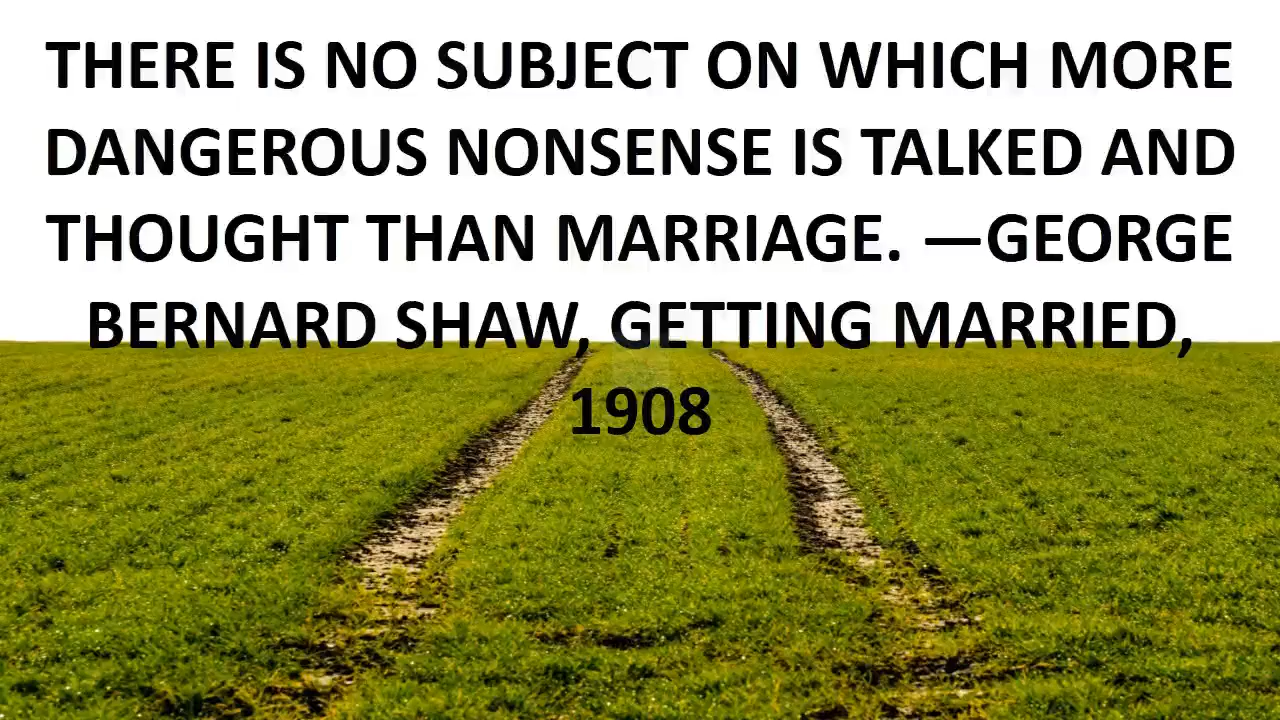 THERE IS NO SUBJECT ON WHICH MORE
DANGEROUS NONSENSE IS TALKED AND
THOUGHT THAN MARRIAGE. —GEORGE
BERNARD SHAW, GETTING MARRIED,
1908